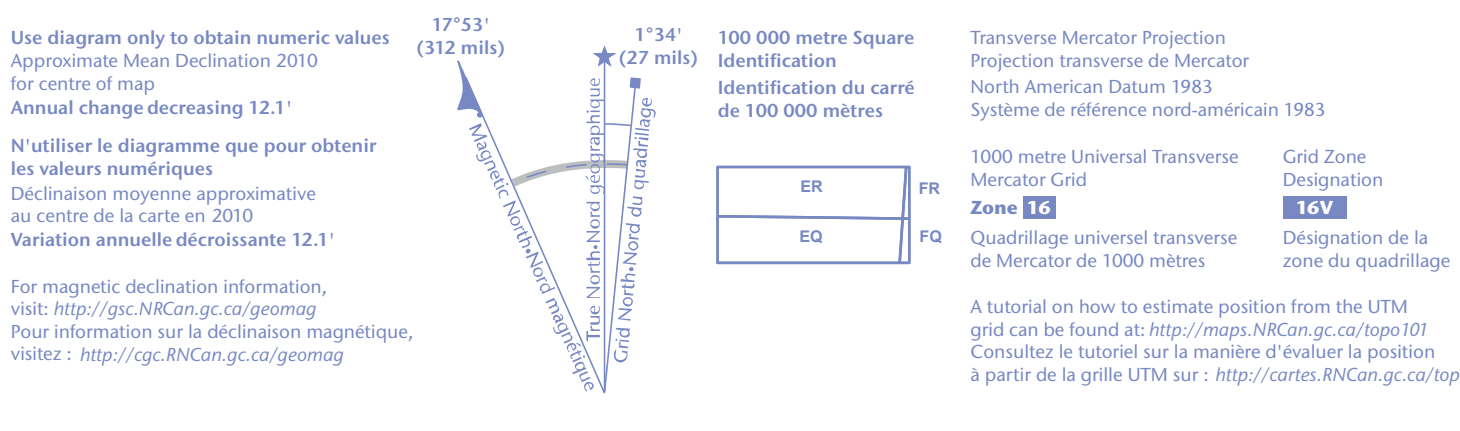 Use diagram only to obtain numeric values
Approximate Mean Declination 2010
for centre of map
Annual change decreasing 12.1'
N'utiliser le diagramme que pour obtenir
les valeurs numériques
Déclinaison moyenne approximative
au centre de la carte en 2010
Variation annuelle décroissante 12.1'
For magnetic declination information,
visit: http://gsc.NRCan.gc.ca/geomag
Pour information sur la déclinaison magnétique,
visitez : http://cgc.RNCan.gc.ca/geomag
17°53'
(312 mils)
1°34'
(27 mils)
Magnetic North•Nord magnétique
True North•Nord géographique
Grid North•Nord du quadrillage
100 000 metre Square
Identification
Identification du carré
de 100 000 mètres
ER
FR
EQ
FQ
Transverse Mercator Projection
Projection transverse de Mercator
North American Datum 1983
Système de référence nord-américain 1983
1000 metre Universal Transverse
Mercator Grid
Zone 16
Quadrillage universel transverse
de Mercator de 1000 mètres
Grid Zone
Designation
16V
Désignation de la
zone du quadrillage
A tutorial on how to estimate position from the UTM
grid can be found at: http://maps.NRCan.gc.ca/topo101
Consultez le tutoriel sur la manière d'évaluer la position
à partir de la grille UTM sur : http://cartes.RNCan.gc.ca/top